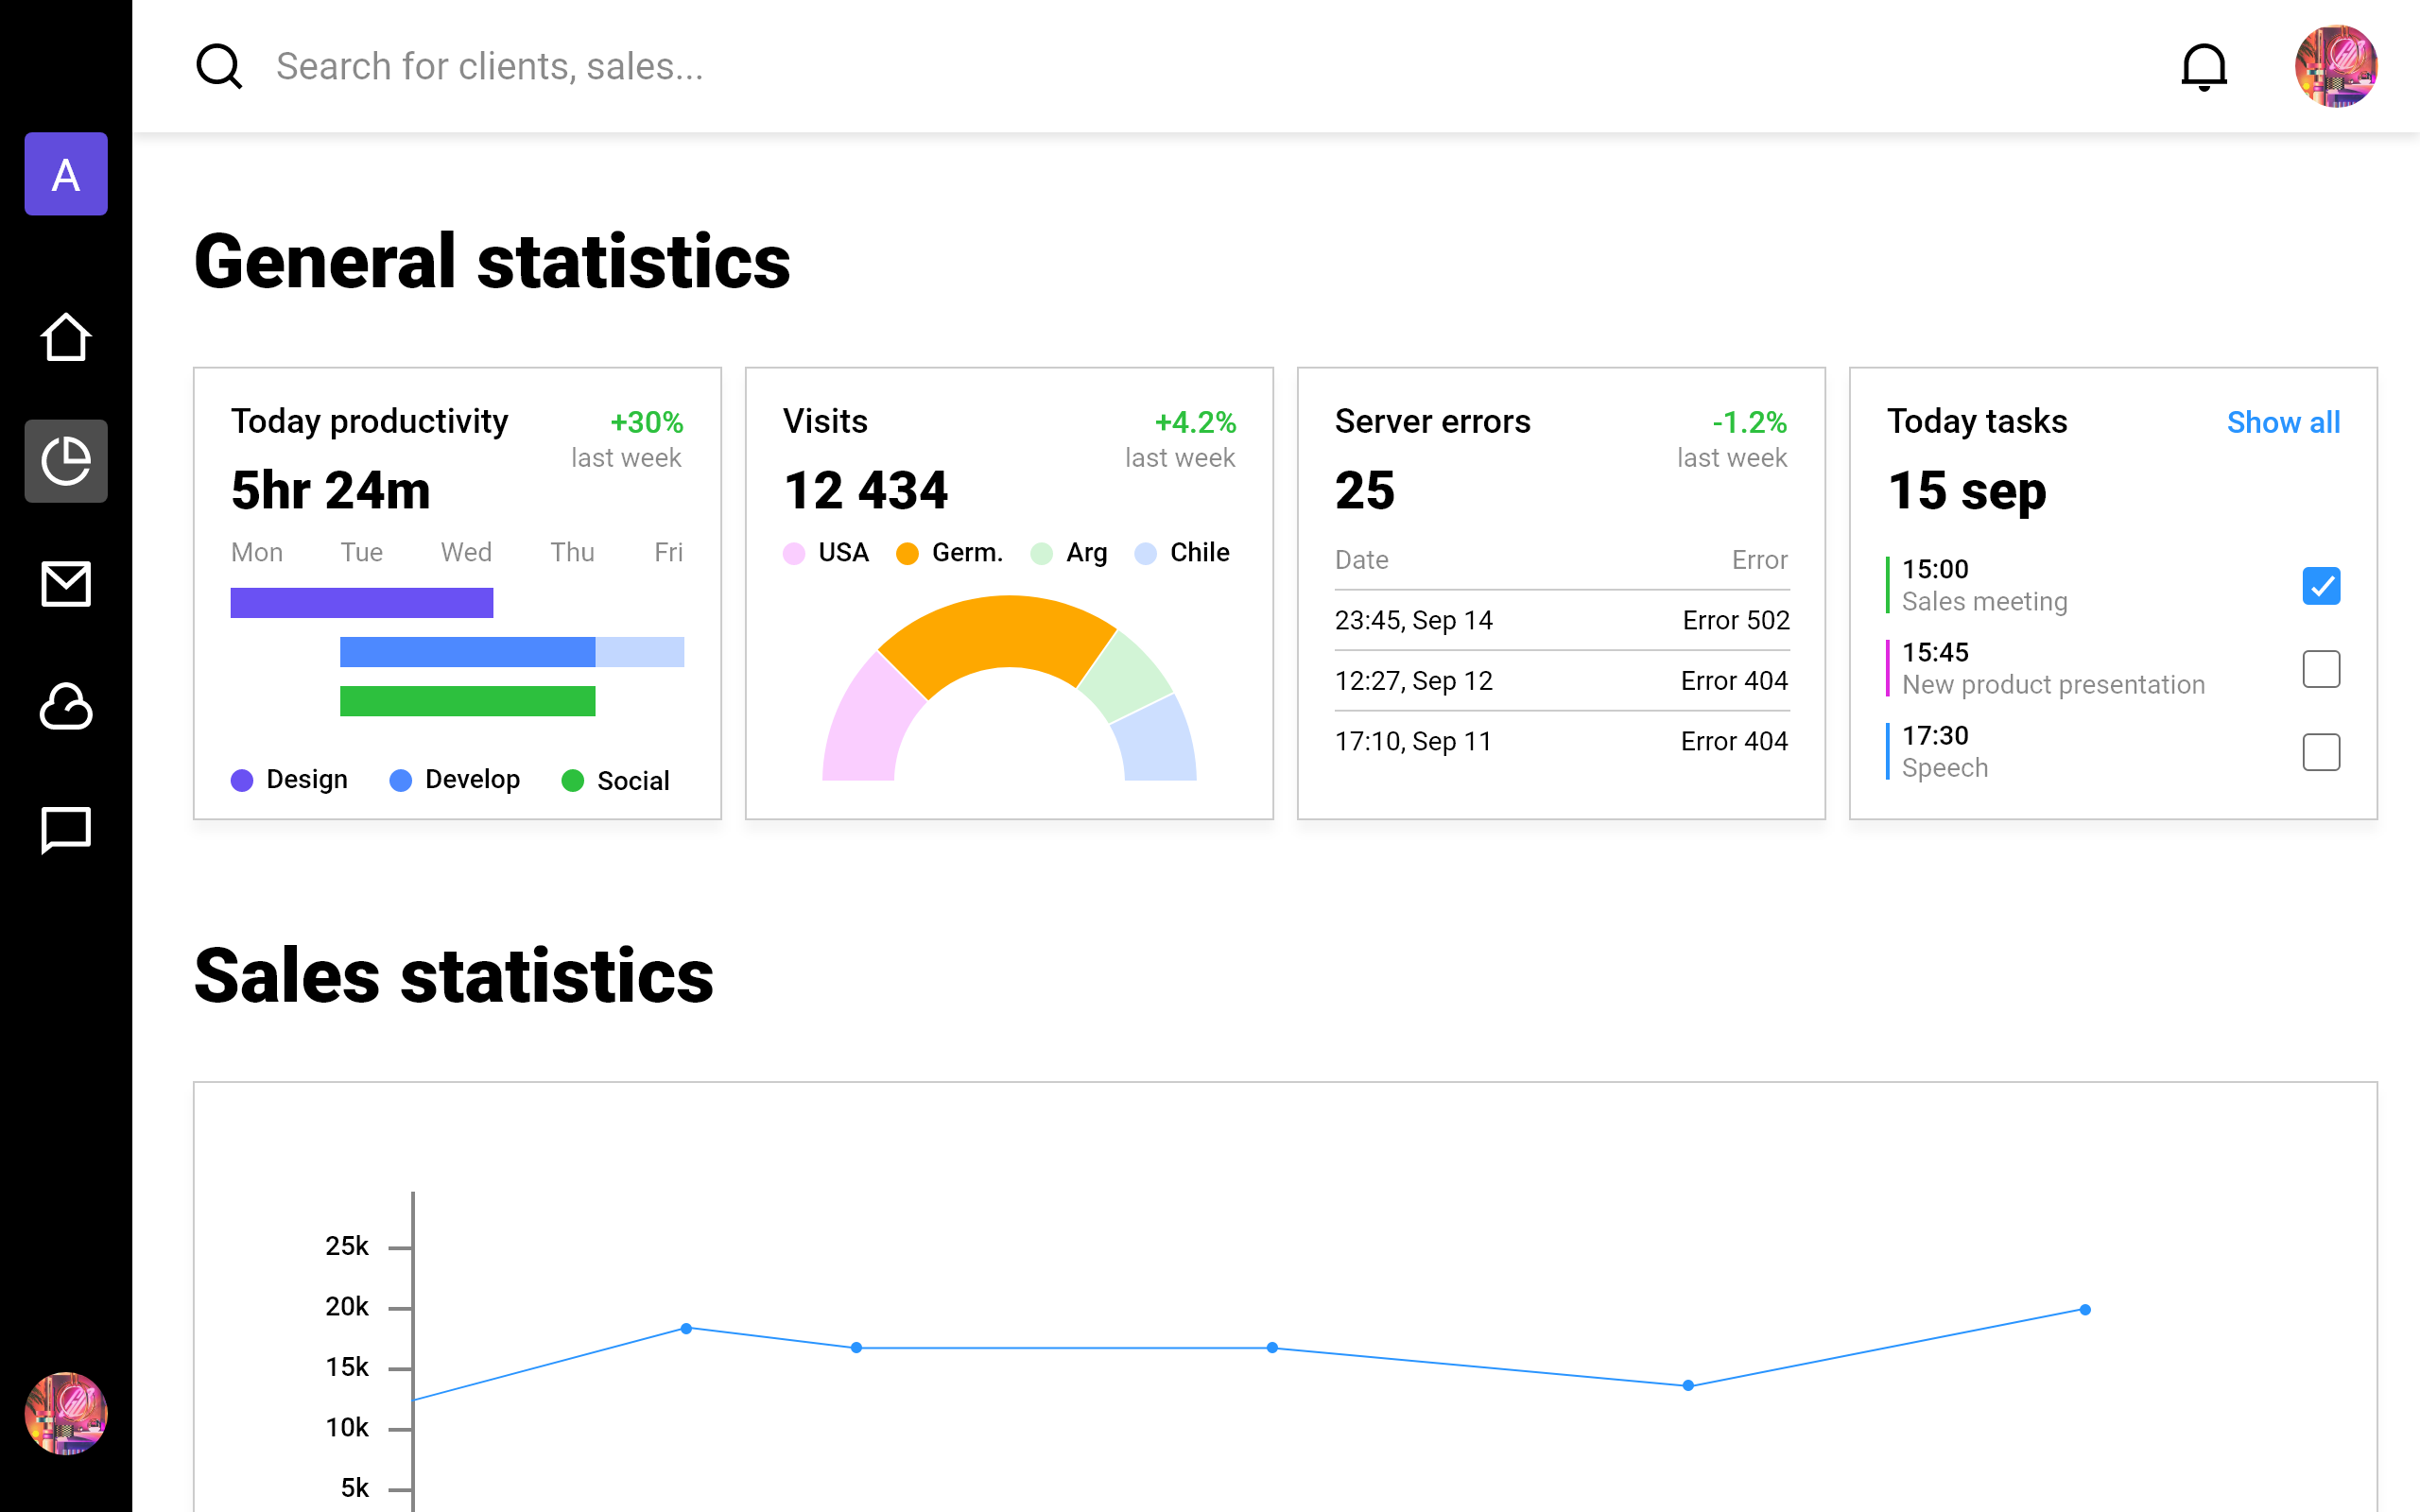 Search for clients, sales...
A
General statistics
Today productivity
+30%
last week
5hr 24m
Mon Tue Wed Thu Fri
Design Develop Social
Visits
+4.2%
last week
12 434
USA Germ. Arg Chile
Server errors
-1.2%
last week
25
Date Error
23:45, Sep 14 Error 502
12:27, Sep 12 Error 404
17:10, Sep 11 Error 404
Today tasks
Show all
15 sep
15:00
Sales meeting
15:45
New product presentation
17:30
Speech
Sales statistics
25k
20k
15k
10k
5k